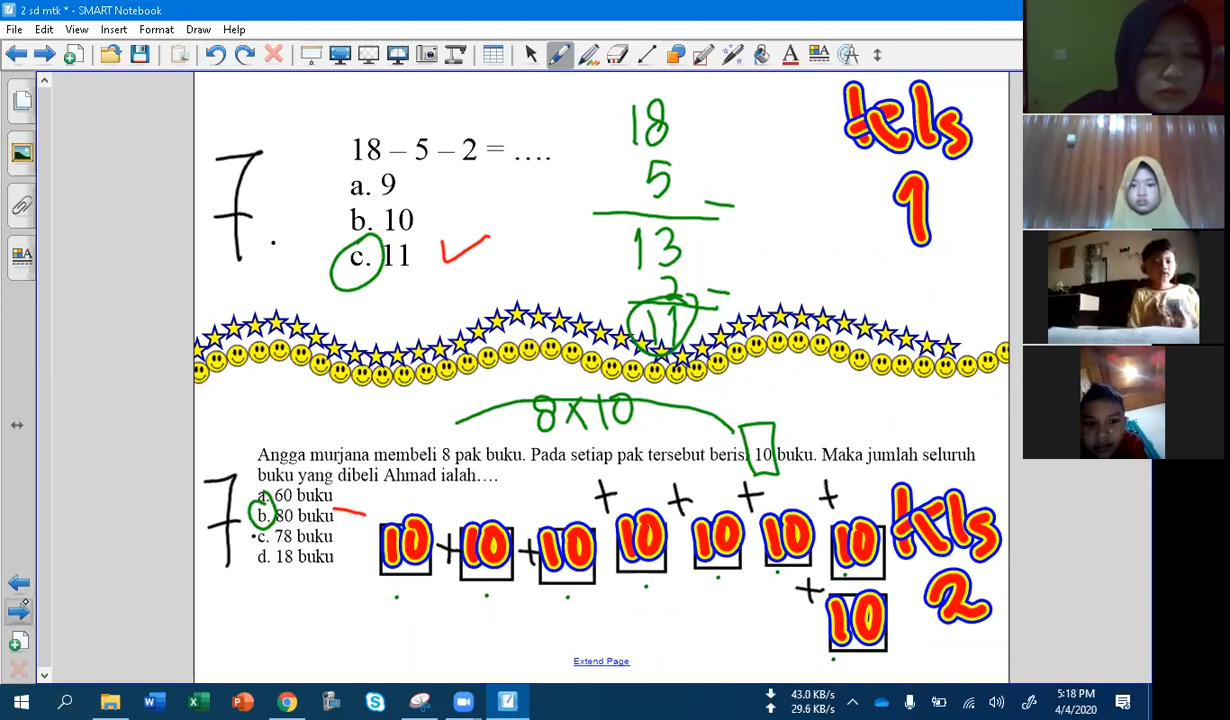 2 sd mtk * - SMART Notebook
File Edit View Insert Format Draw Help
7.
18 – 5 – 2 = ....
a. 9
b. 10
c. 11
18
5 –
13
2 –
11
kls
1
8 x 10
7
Angga murjana membeli 8 pak buku. Pada setiap pak tersebut berisi 10 buku. Maka jumlah seluruh
buku yang dibeli Ahmad ialah....
a. 60 buku
b. 80 buku
c. 78 buku
d. 18 buku
10 + 10 + 10 + 10 + 10 + 10 + 10
+ 10
kls
2
Extend Page
43.0 KB/s
29.6 KB/s
5:18 PM
4/4/2020